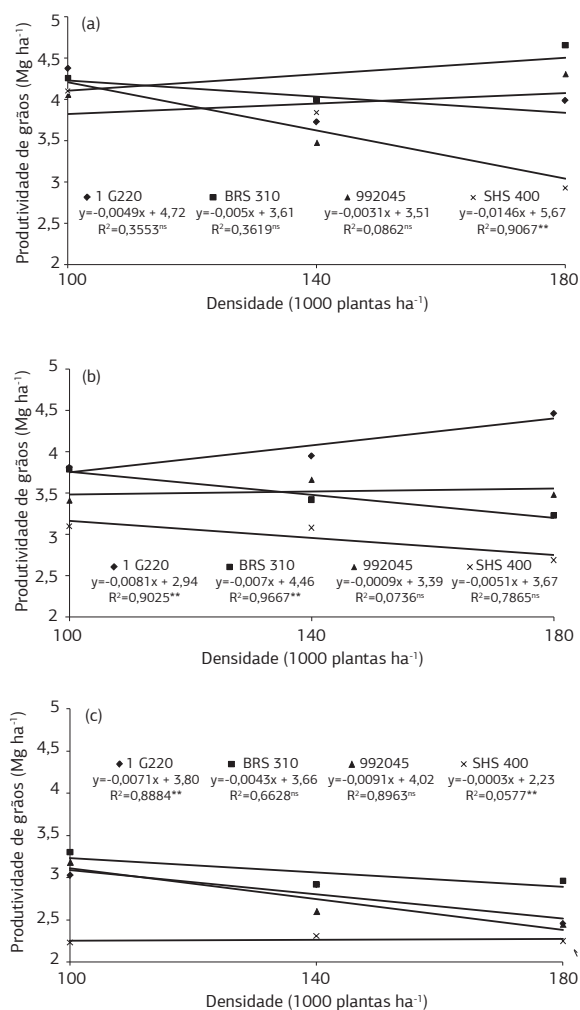 (a)
Produtividade de grãos (Mg ha-1)
5
4,5
4
3,5
3
2,5
2
1 G220 BRS 310 992045 SHS 400
y=-0,0049x + 4,72 y=-0,005x + 3,61 y=-0,0031x + 3,51 y=-0,0146x + 5,67
R2=0,3553ns R2=0,3619ns R2=0,0862ns R2=0,9067**
100 140 180
Densidade (1000 plantas ha-1)
(b)
Produtividade de grãos (Mg ha-1)
5
4,5
4
3,5
3
2,5
2
1 G220 BRS 310 992045 SHS 400
y=-0,0081x + 2,94 y=-0,007x + 4,46 y=-0,0009x + 3,39 y=-0,0051x + 3,67
R2=0,9025** R2=0,9667** R2=0,0736ns R2=0,7865ns
100 140 180
Densidade (1000 plantas ha-1)
(c)
Produtividade de grãos (Mg ha-1)
5
4,5
4
3,5
3
2,5
2
1 G220 BRS 310 992045 SHS 400
y=-0,0071x + 3,80 y=-0,0043x + 3,66 y=-0,0091x + 4,02 y=-0,0003x + 2,23
R2=0,8884** R2=0,6628ns R2=0,8963ns R2=0,0577**
100 140 180
Densidade (1000 plantas ha-1)